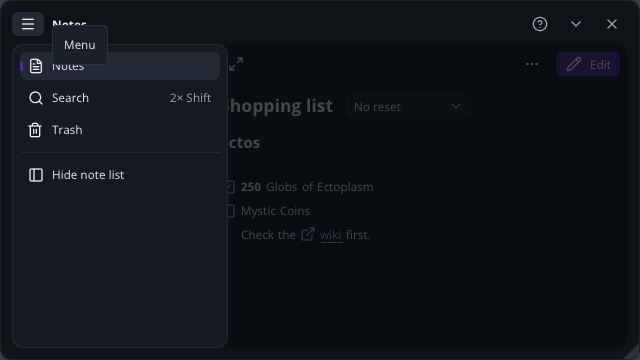 Notes
Menu
Notes
Search 2× Shift
Trash
Hide note list
Edit
Shopping list No reset
ctos
250 Globs of Ectoplasm
Mystic Coins
Check the wiki first.